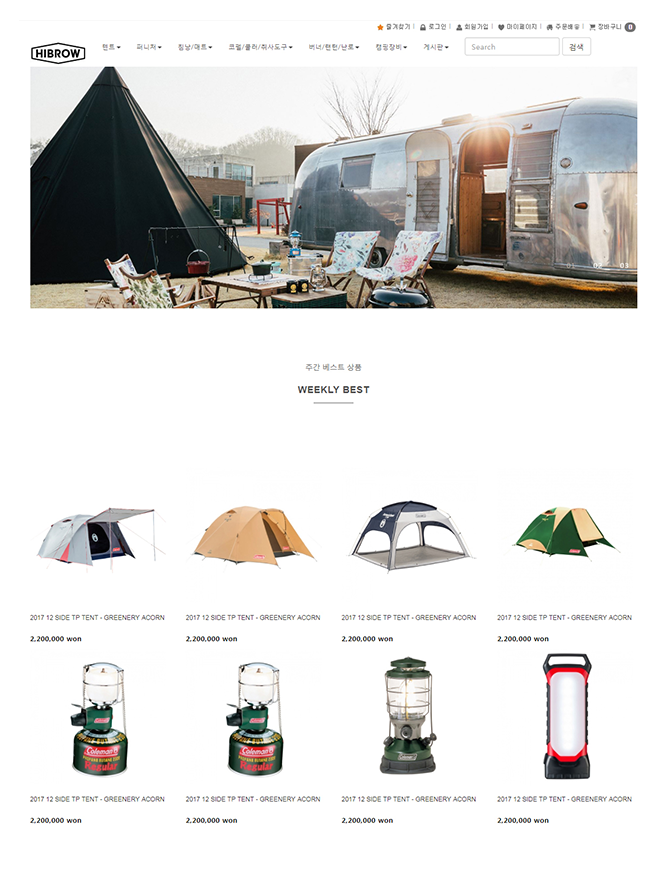 즐겨찾기 | 로그인 | 회원가입 | 마이페이지 | 주문배송 | 장바구니 0
HIBROW 텐트 퍼니처 침낭/매트 코펠/쿨러/취사도구 버너/랜턴/난로 캠핑장비 게시판 Search 검색
01 02 03
주간 베스트 상품
WEEKLY BEST
2017 12 SIDE TP TENT - GREENERY ACORN
2,200,000 won
2017 12 SIDE TP TENT - GREENERY ACORN
2,200,000 won
2017 12 SIDE TP TENT - GREENERY ACORN
2,200,000 won
2017 12 SIDE TP TENT - GREENERY ACORN
2,200,000 won
Coleman
Regular
2017 12 SIDE TP TENT - GREENERY ACORN
2,200,000 won
Coleman
Regular
2017 12 SIDE TP TENT - GREENERY ACORN
2,200,000 won
2017 12 SIDE TP TENT - GREENERY ACORN
2,200,000 won
2017 12 SIDE TP TENT - GREENERY ACORN
2,200,000 won